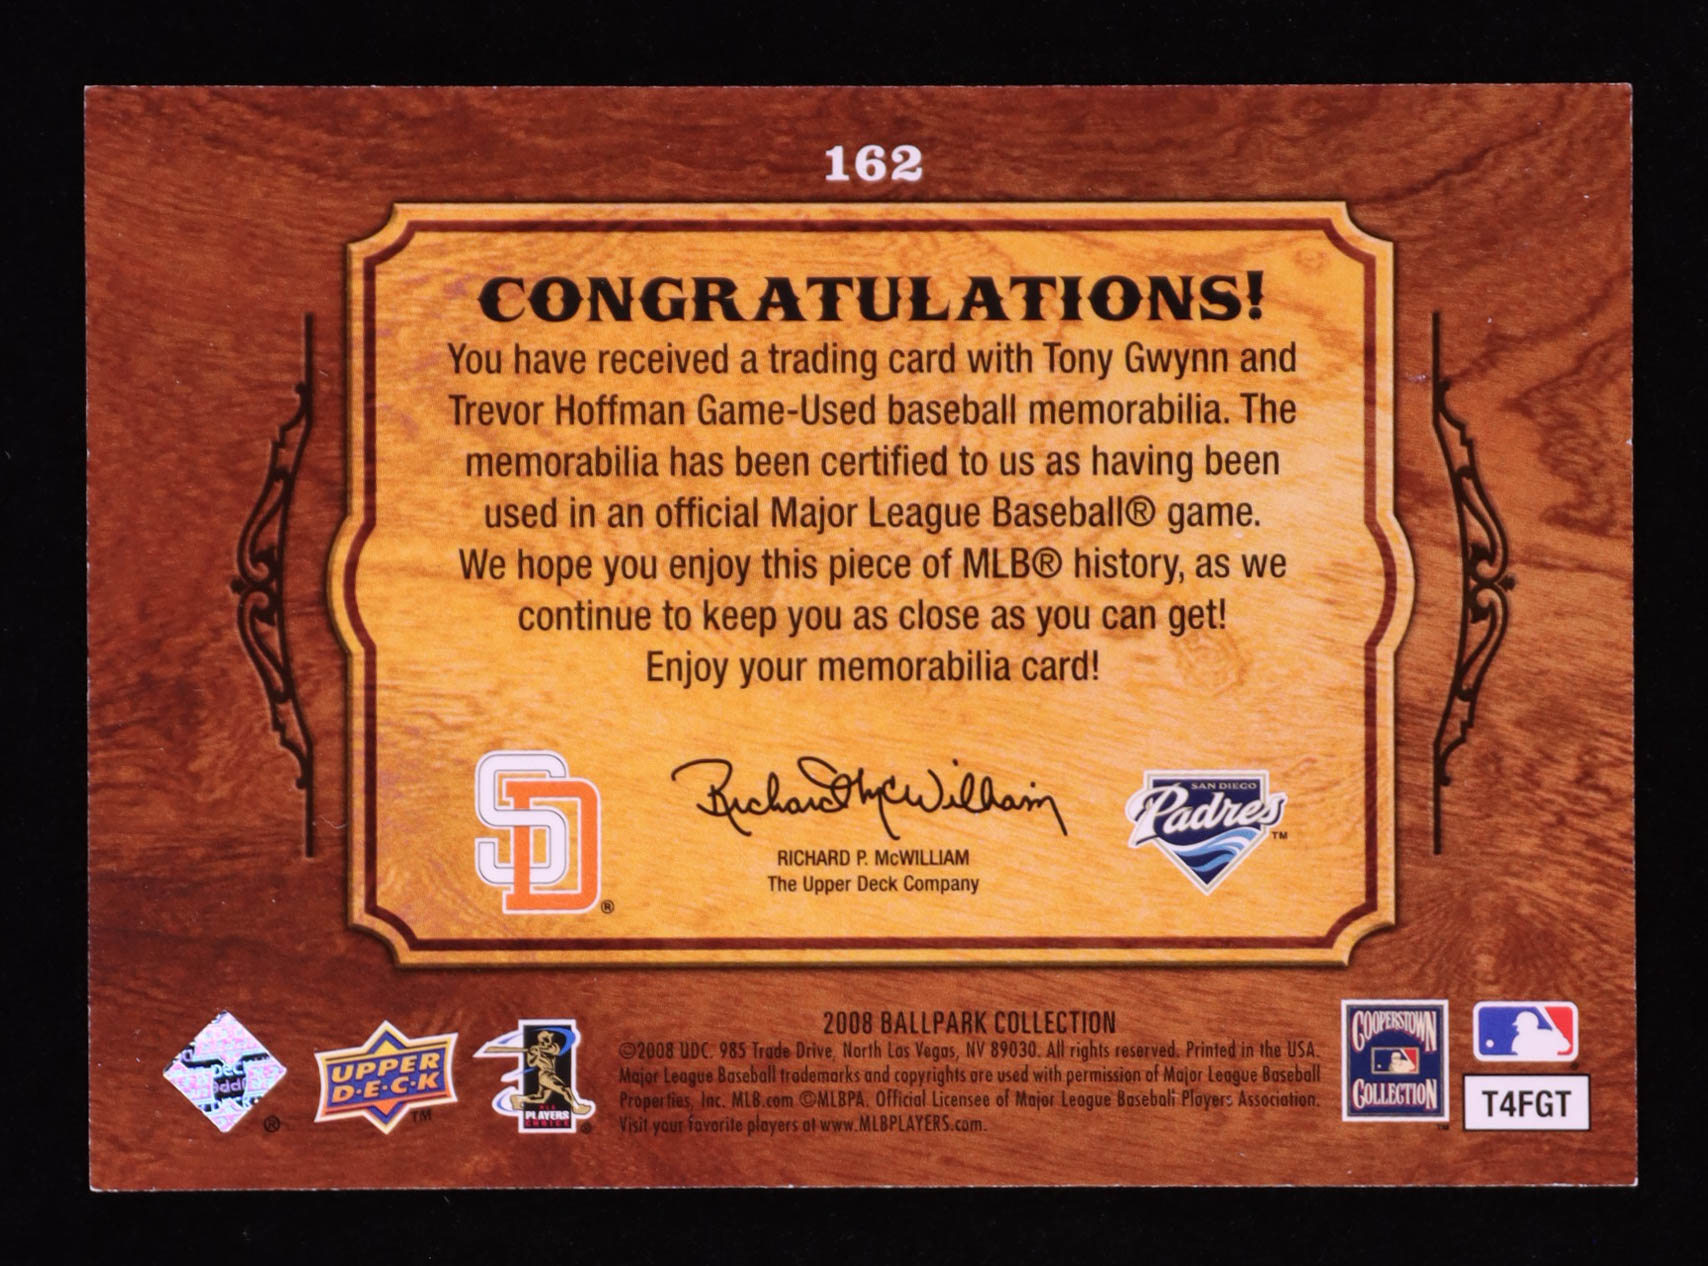 162
CONGRATULATIONS!
You have received a trading card with Tony Gwynn and
Trevor Hoffman Game-Used baseball memorabilia. The
memorabilia has been certified to us as having been
used in an official Major League Baseball® game.
We hope you enjoy this piece of MLB® history, as we
continue to keep you as close as you can get!
Enjoy your memorabilia card!
SD®
Richard P. McWilliam
SAN DIEGO
Padres™
RICHARD P. McWILLIAM
The Upper Deck Company
2008 BALLPARK COLLECTION
©2008 UDC. 985 Trade Drive, North Las Vegas, NV 89030. All rights reserved. Printed in the USA.
Major League Baseball trademarks and copyrights are used with permission of Major League Baseball
Properties, Inc. MLB.com ©MLBPA. Official Licensee of Major League Baseball Players Association.
Visit your favorite players at www.MLBPLAYERS.com.
®
UPPER
D·E·C·K™
PLAYERS
CHOICE®
COOPERSTOWN
COLLECTION™
T4FGT